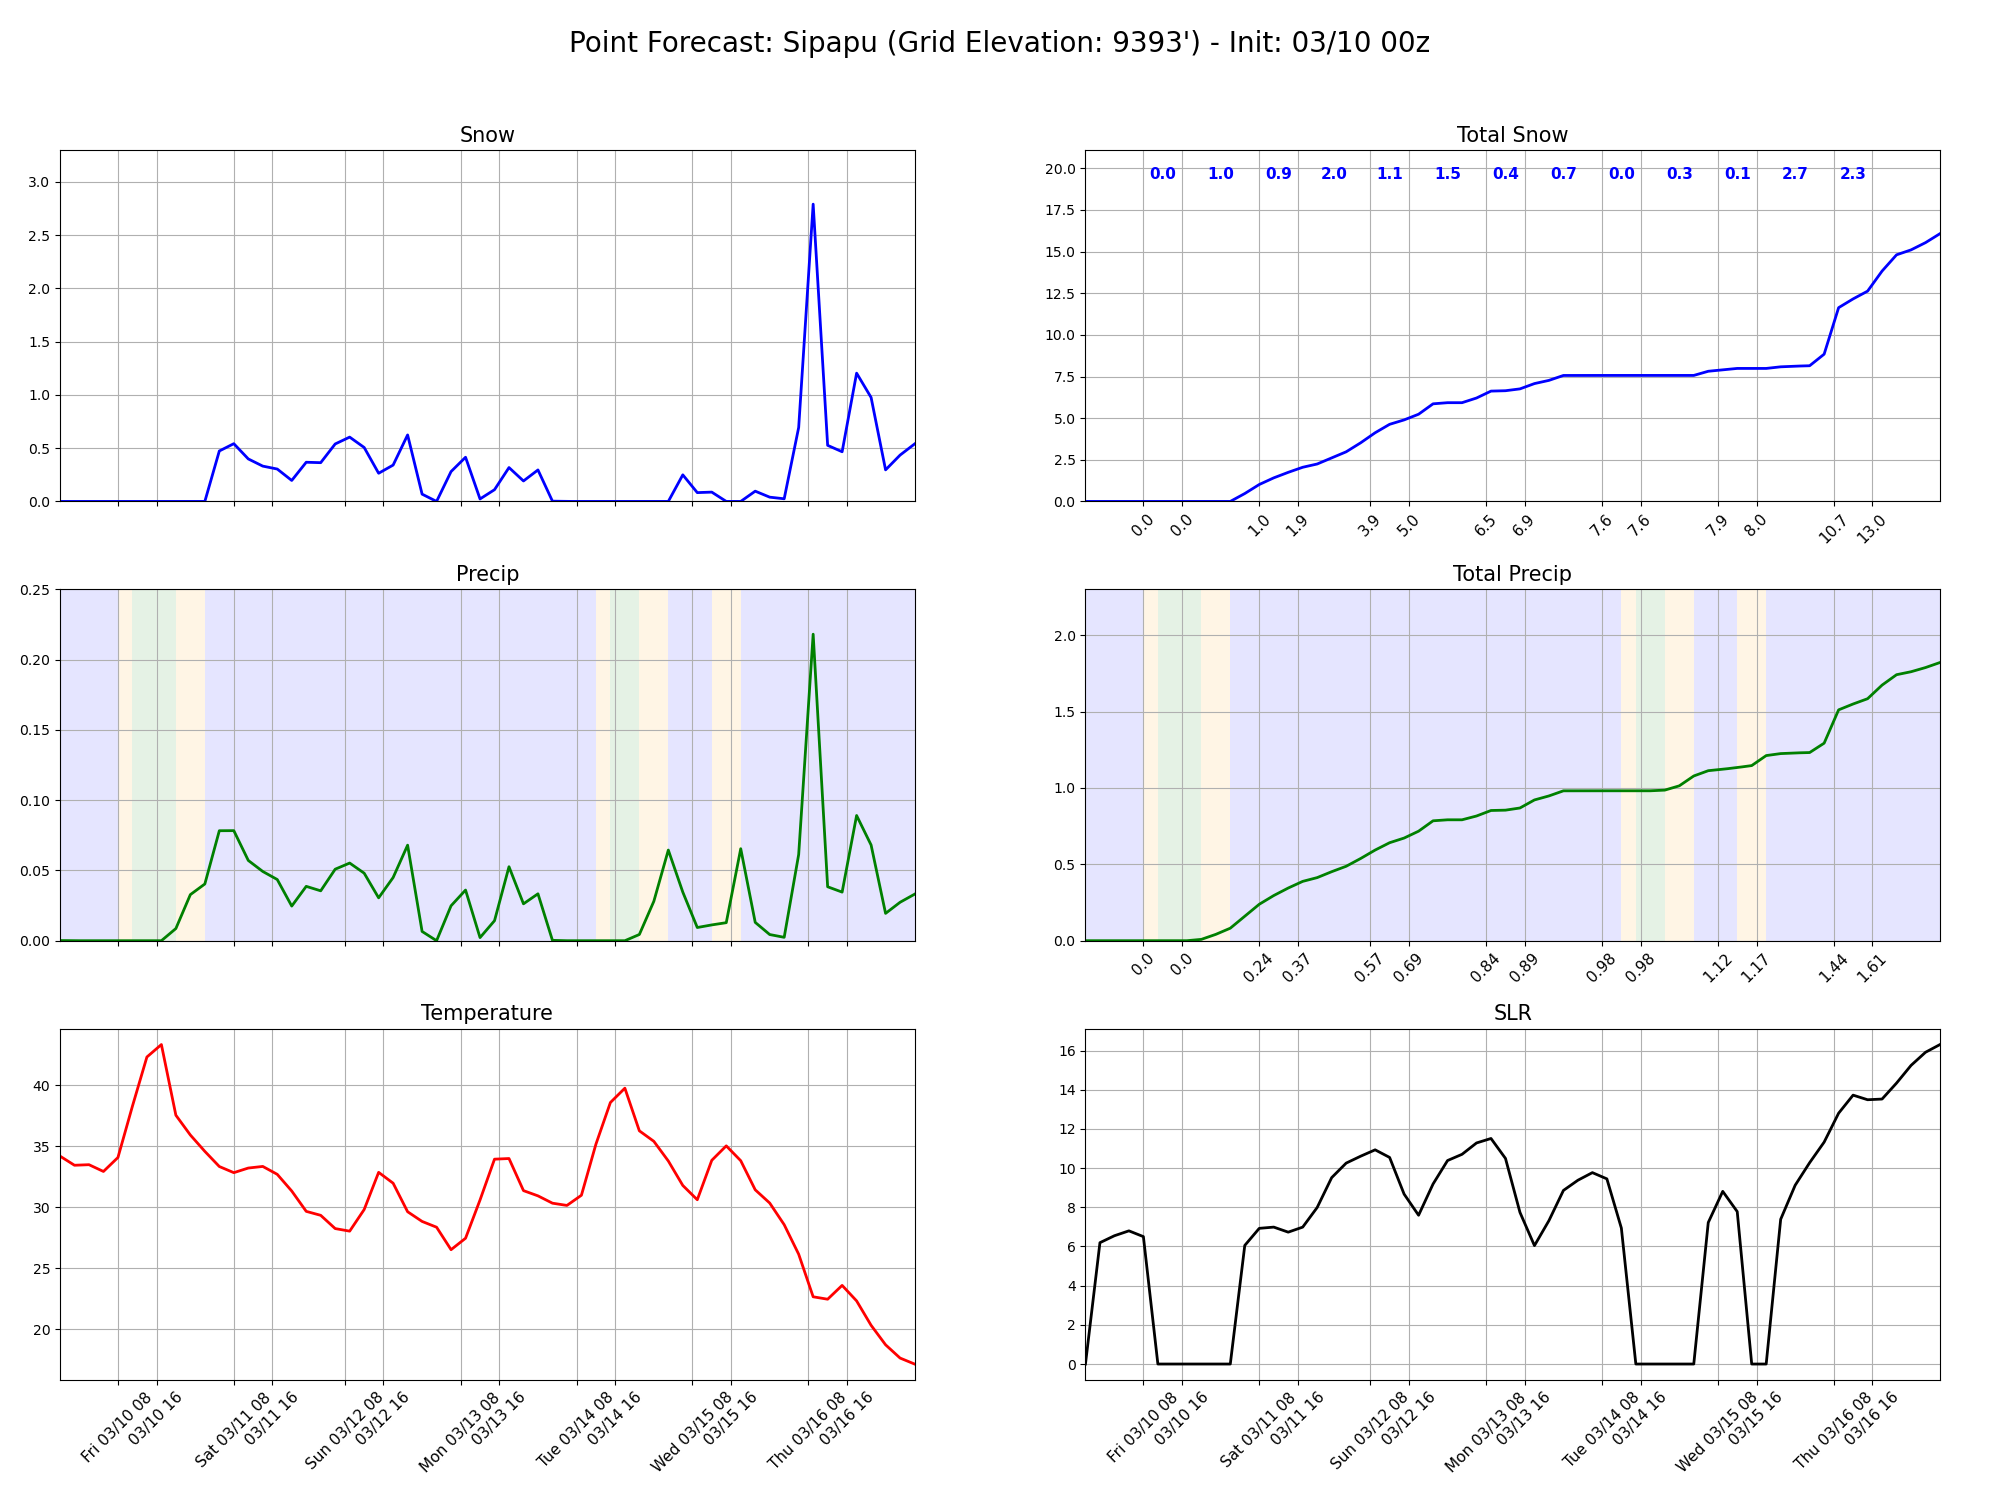 Point Forecast: Sipapu (Grid Elevation: 9393') - Init: 03/10 00z
Snow
3.0
2.5
2.0
1.5
1.0
0.5
0.0
Total Snow
0.0 1.0 0.9 2.0 1.1 1.5 0.4 0.7 0.0 0.3 0.1 2.7 2.3
20.0
17.5
15.0
12.5
10.0
7.5
5.0
2.5
0.0
0.0 0.0 1.0 1.9 3.9 5.0 6.5 6.9 7.6 7.6 7.9 8.0 10.7 13.0
Precip
0.25
0.20
0.15
0.10
0.05
0.00
Total Precip
2.0
1.5
1.0
0.5
0.0
0.0 0.0 0.24 0.37 0.57 0.69 0.84 0.89 0.98 0.98 1.12 1.17 1.44 1.61
Temperature
40
35
30
25
20
Fri 03/10 08
03/10 16
Sat 03/11 08
03/11 16
Sun 03/12 08
03/12 16
Mon 03/13 08
03/13 16
Tue 03/14 08
03/14 16
Wed 03/15 08
03/15 16
Thu 03/16 08
03/16 16
SLR
16
14
12
10
8
6
4
2
0
Fri 03/10 08
03/10 16
Sat 03/11 08
03/11 16
Sun 03/12 08
03/12 16
Mon 03/13 08
03/13 16
Tue 03/14 08
03/14 16
Wed 03/15 08
03/15 16
Thu 03/16 08
03/16 16